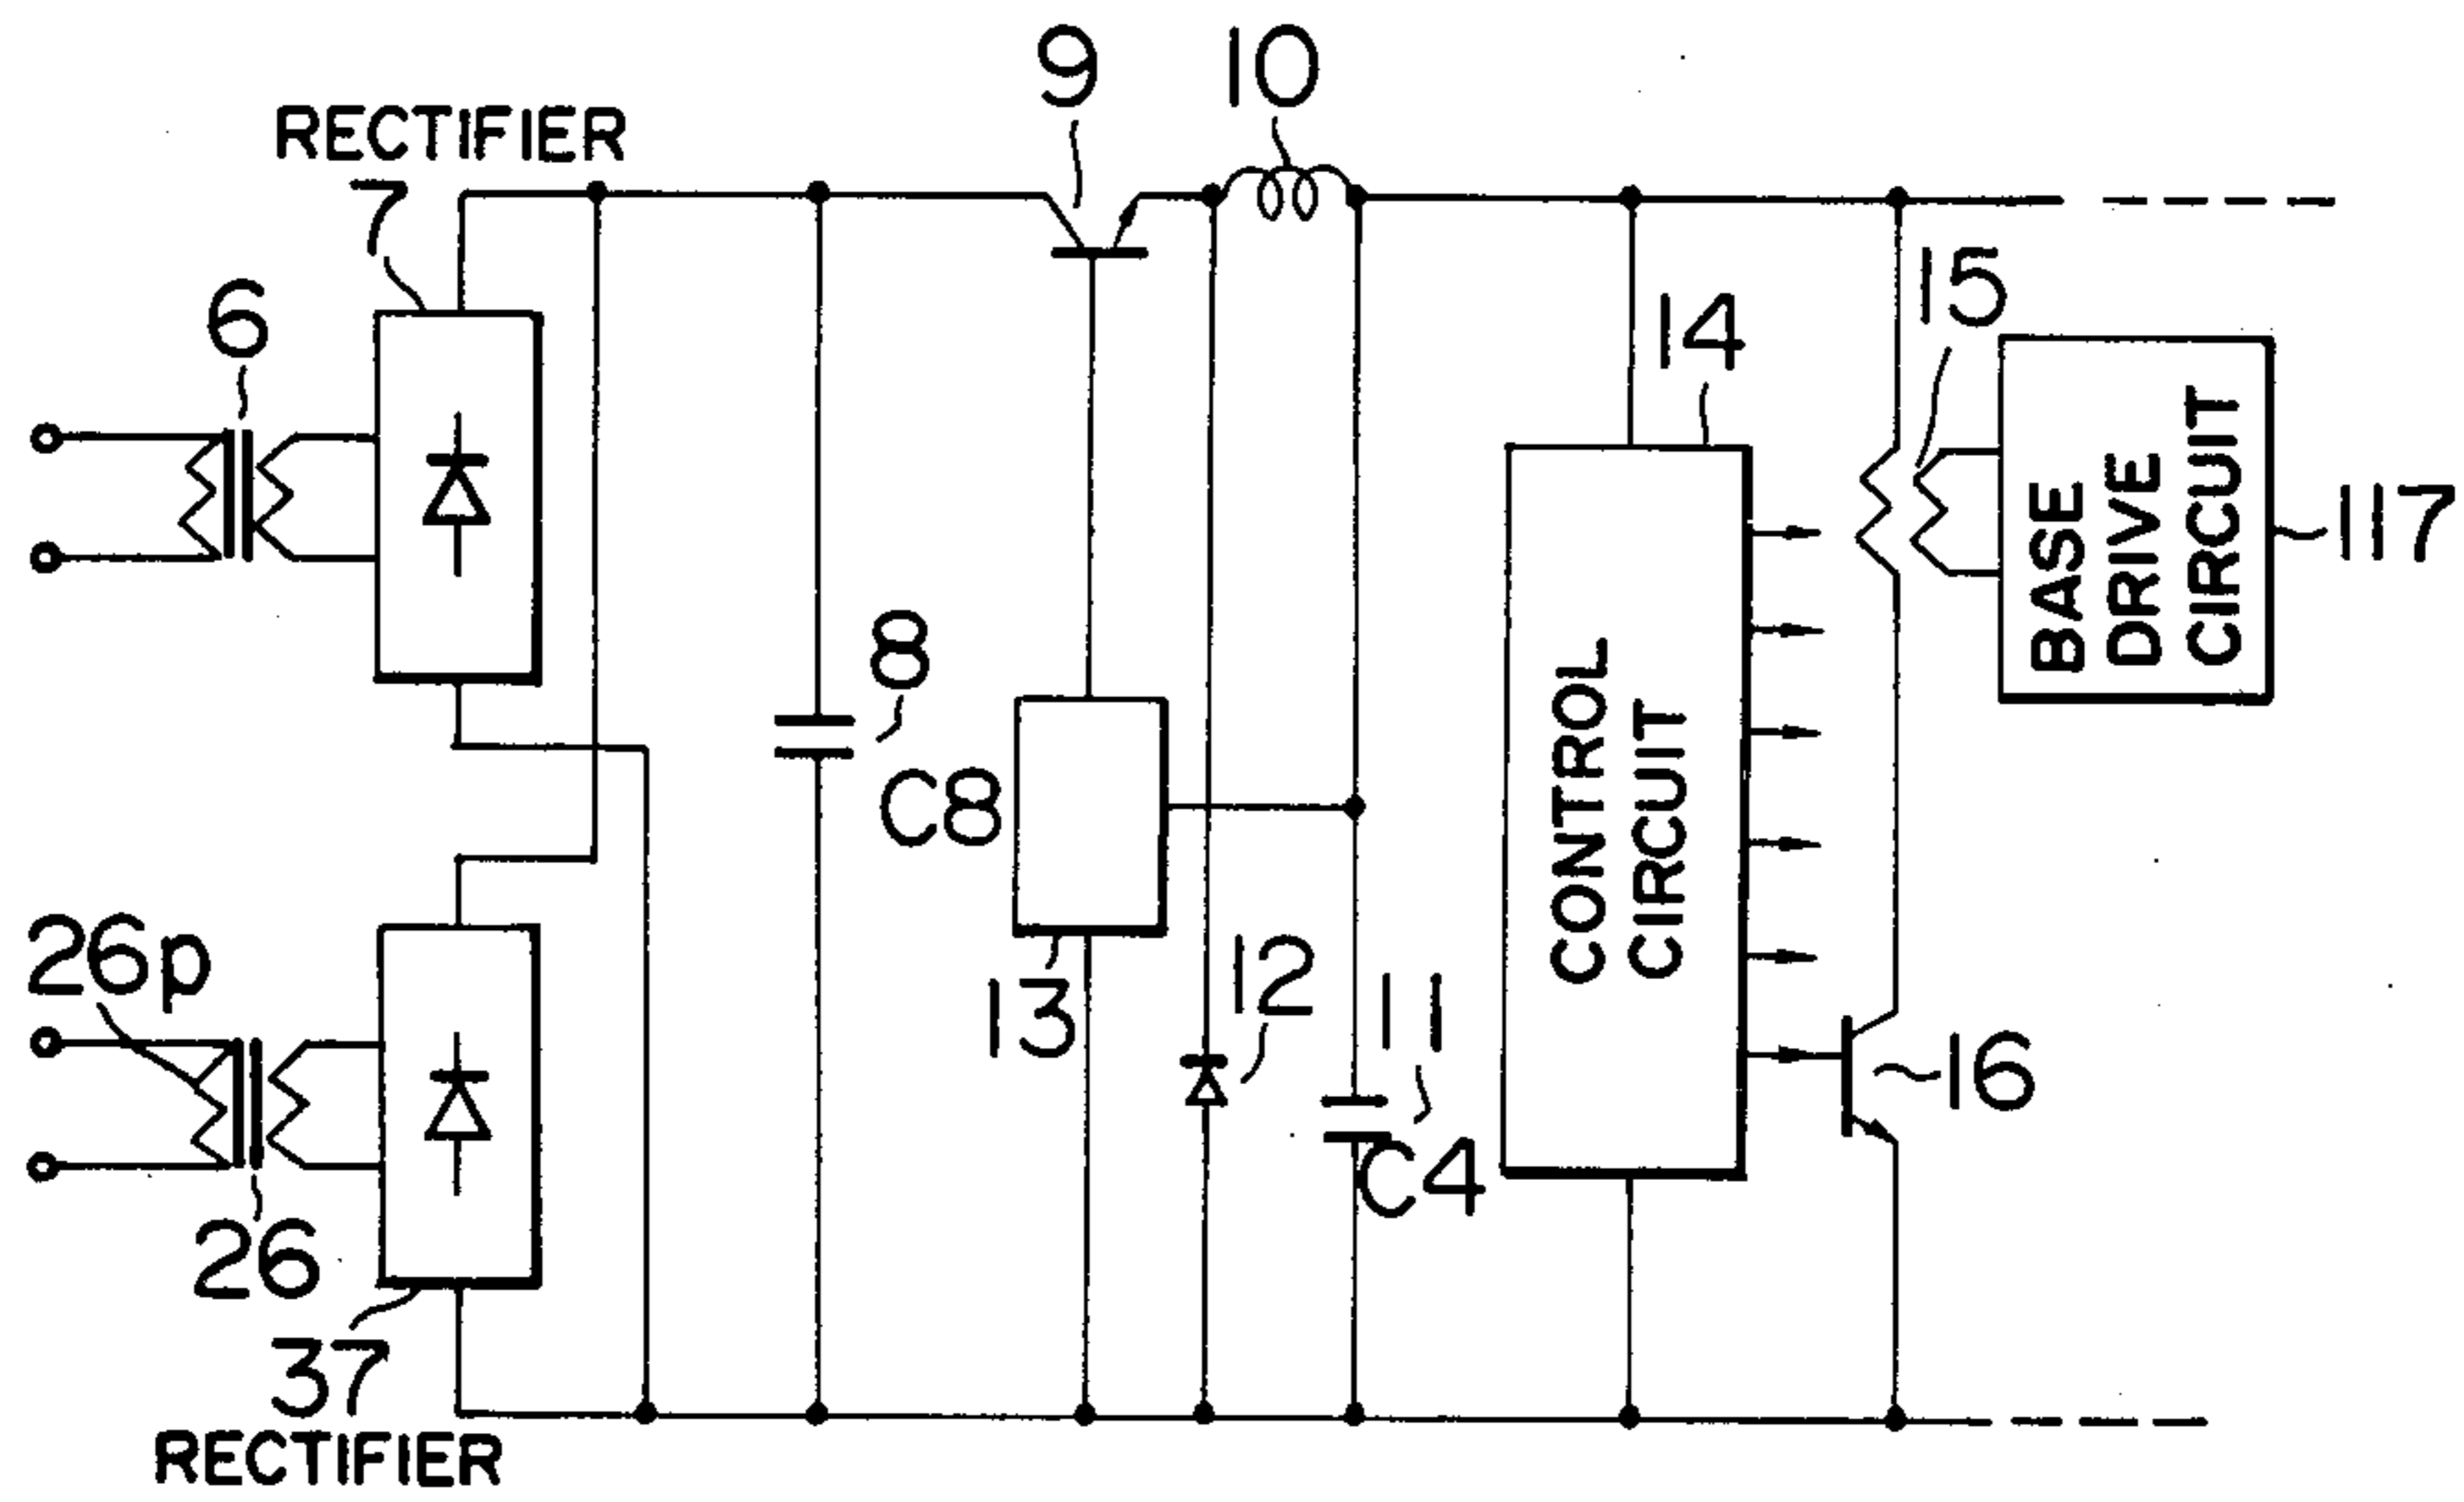 9
10
RECTIFIER
7
6
15
14
117
BASE
DRIVE
CIRCUIT
8
C8
CONTROL
CIRCUIT
26p
13
12
11
16
C4
26
37
RECTIFIER